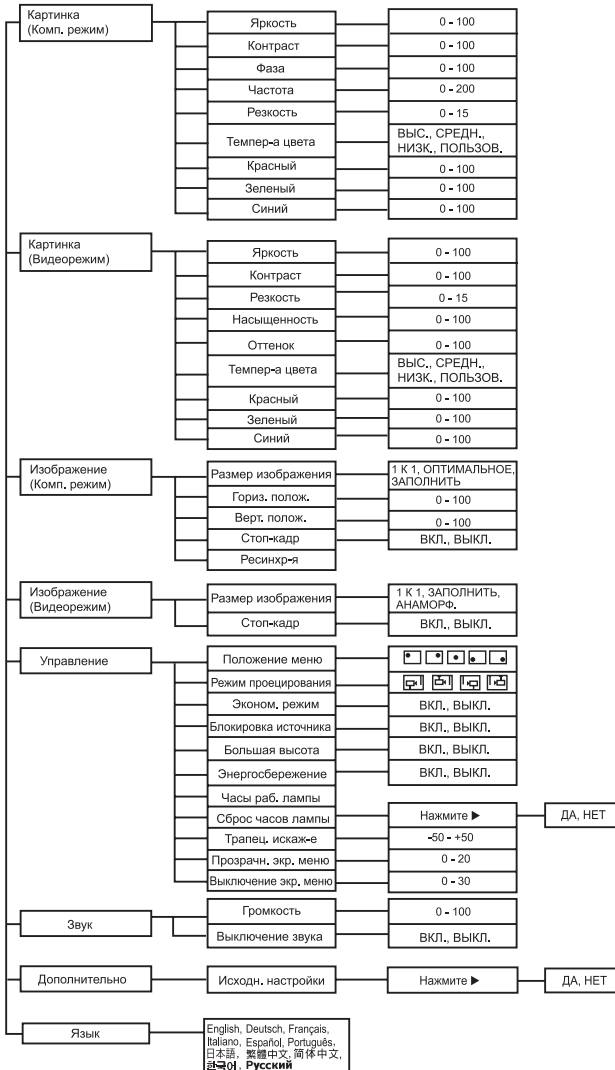 Картинка
(Комп. режим)
Яркость 0 - 100
Контраст 0 - 100
Фаза 0 - 100
Частота 0 - 200
Резкость 0 - 15
Темпер-а цвета ВЫС., СРЕДН.,
НИЗК., ПОЛЬЗОВ.
Красный 0 - 100
Зеленый 0 - 100
Синий 0 - 100
Картинка
(Видеорежим)
Яркость 0 - 100
Контраст 0 - 100
Резкость 0 - 15
Насыщенность 0 - 100
Оттенок 0 - 100
Темпер-а цвета ВЫС., СРЕДН.,
НИЗК., ПОЛЬЗОВ.
Красный 0 - 100
Зеленый 0 - 100
Синий 0 - 100
Изображение
(Комп. режим)
Размер изображения 1 К 1, ОПТИМАЛЬНОЕ,
ЗАПОЛНИТЬ
Гориз. полож. 0 - 100
Верт. полож. 0 - 100
Стоп-кадр ВКЛ., ВЫКЛ.
Ресинхр-я
Изображение
(Видеорежим)
Размер изображения 1 К 1, ЗАПОЛНИТЬ,
АНАМОРФ.
Стоп-кадр ВКЛ., ВЫКЛ.
Управление
Положение меню
Режим проецирования
Эконом. режим ВКЛ., ВЫКЛ.
Блокировка источника ВКЛ., ВЫКЛ.
Большая высота ВКЛ., ВЫКЛ.
Энергосбережение ВКЛ., ВЫКЛ.
Часы раб. лампы
Сброс часов лампы Нажмите ▶ ДА, НЕТ
Трапец. искаж-е -50 - +50
Прозрачн. экр. меню 0 - 20
Выключение экр. меню 0 - 30
Звук
Громкость 0 - 100
Выключение звука ВКЛ., ВЫКЛ.
Дополнительно Исходн. настройки Нажмите ▶ ДА, НЕТ
Язык
English, Deutsch, Français,
Italiano, Español, Português,
日本語, 繁體中文, 简体中文,
한국어, Русский